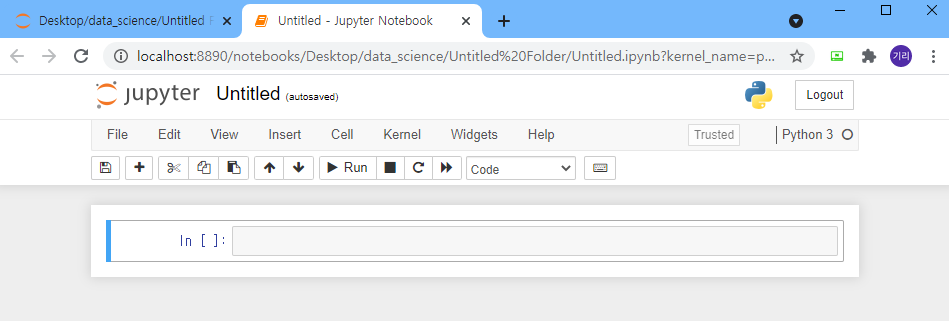 Desktop/data_science/Untitled F
Untitled - Jupyter Notebook
localhost:8890/notebooks/Desktop/data_science/Untitled%20Folder/Untitled.ipynb?kernel_name=p...
기리
jupyter Untitled (autosaved)
Logout
File Edit View Insert Cell Kernel Widgets Help Trusted Python 3
Run Code
In [ ]: